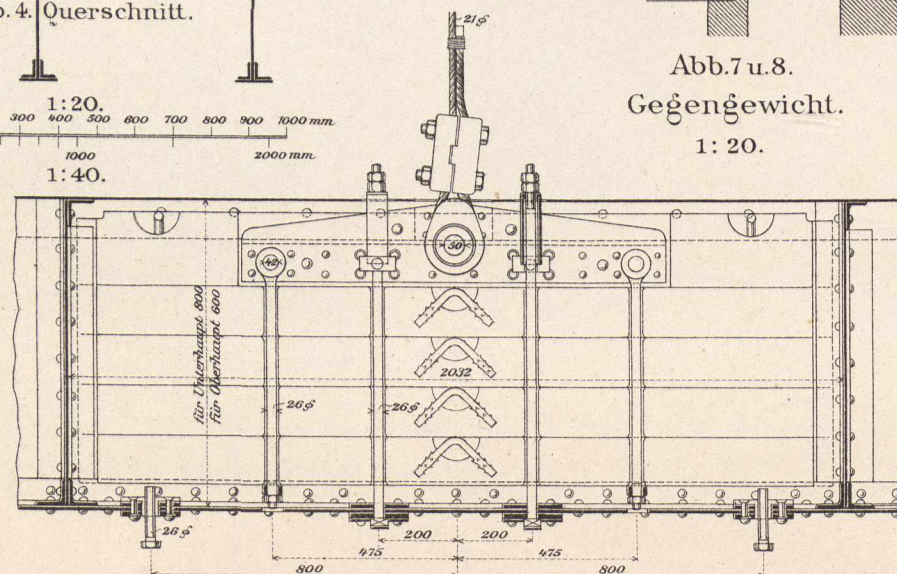 b. 4. Querschnitt.
1:20.
300 400 500 600 700 800 900 1000 mm
1000 2000 mm
1:40.
21 ϕ
Abb. 7 u. 8.
Gegengewicht.
1:20.
50
42
für Unterhaupt 800
für Oberhaupt 600
2032
26 ϕ 26 ϕ
26 ϕ
200 200
475 475
800 800